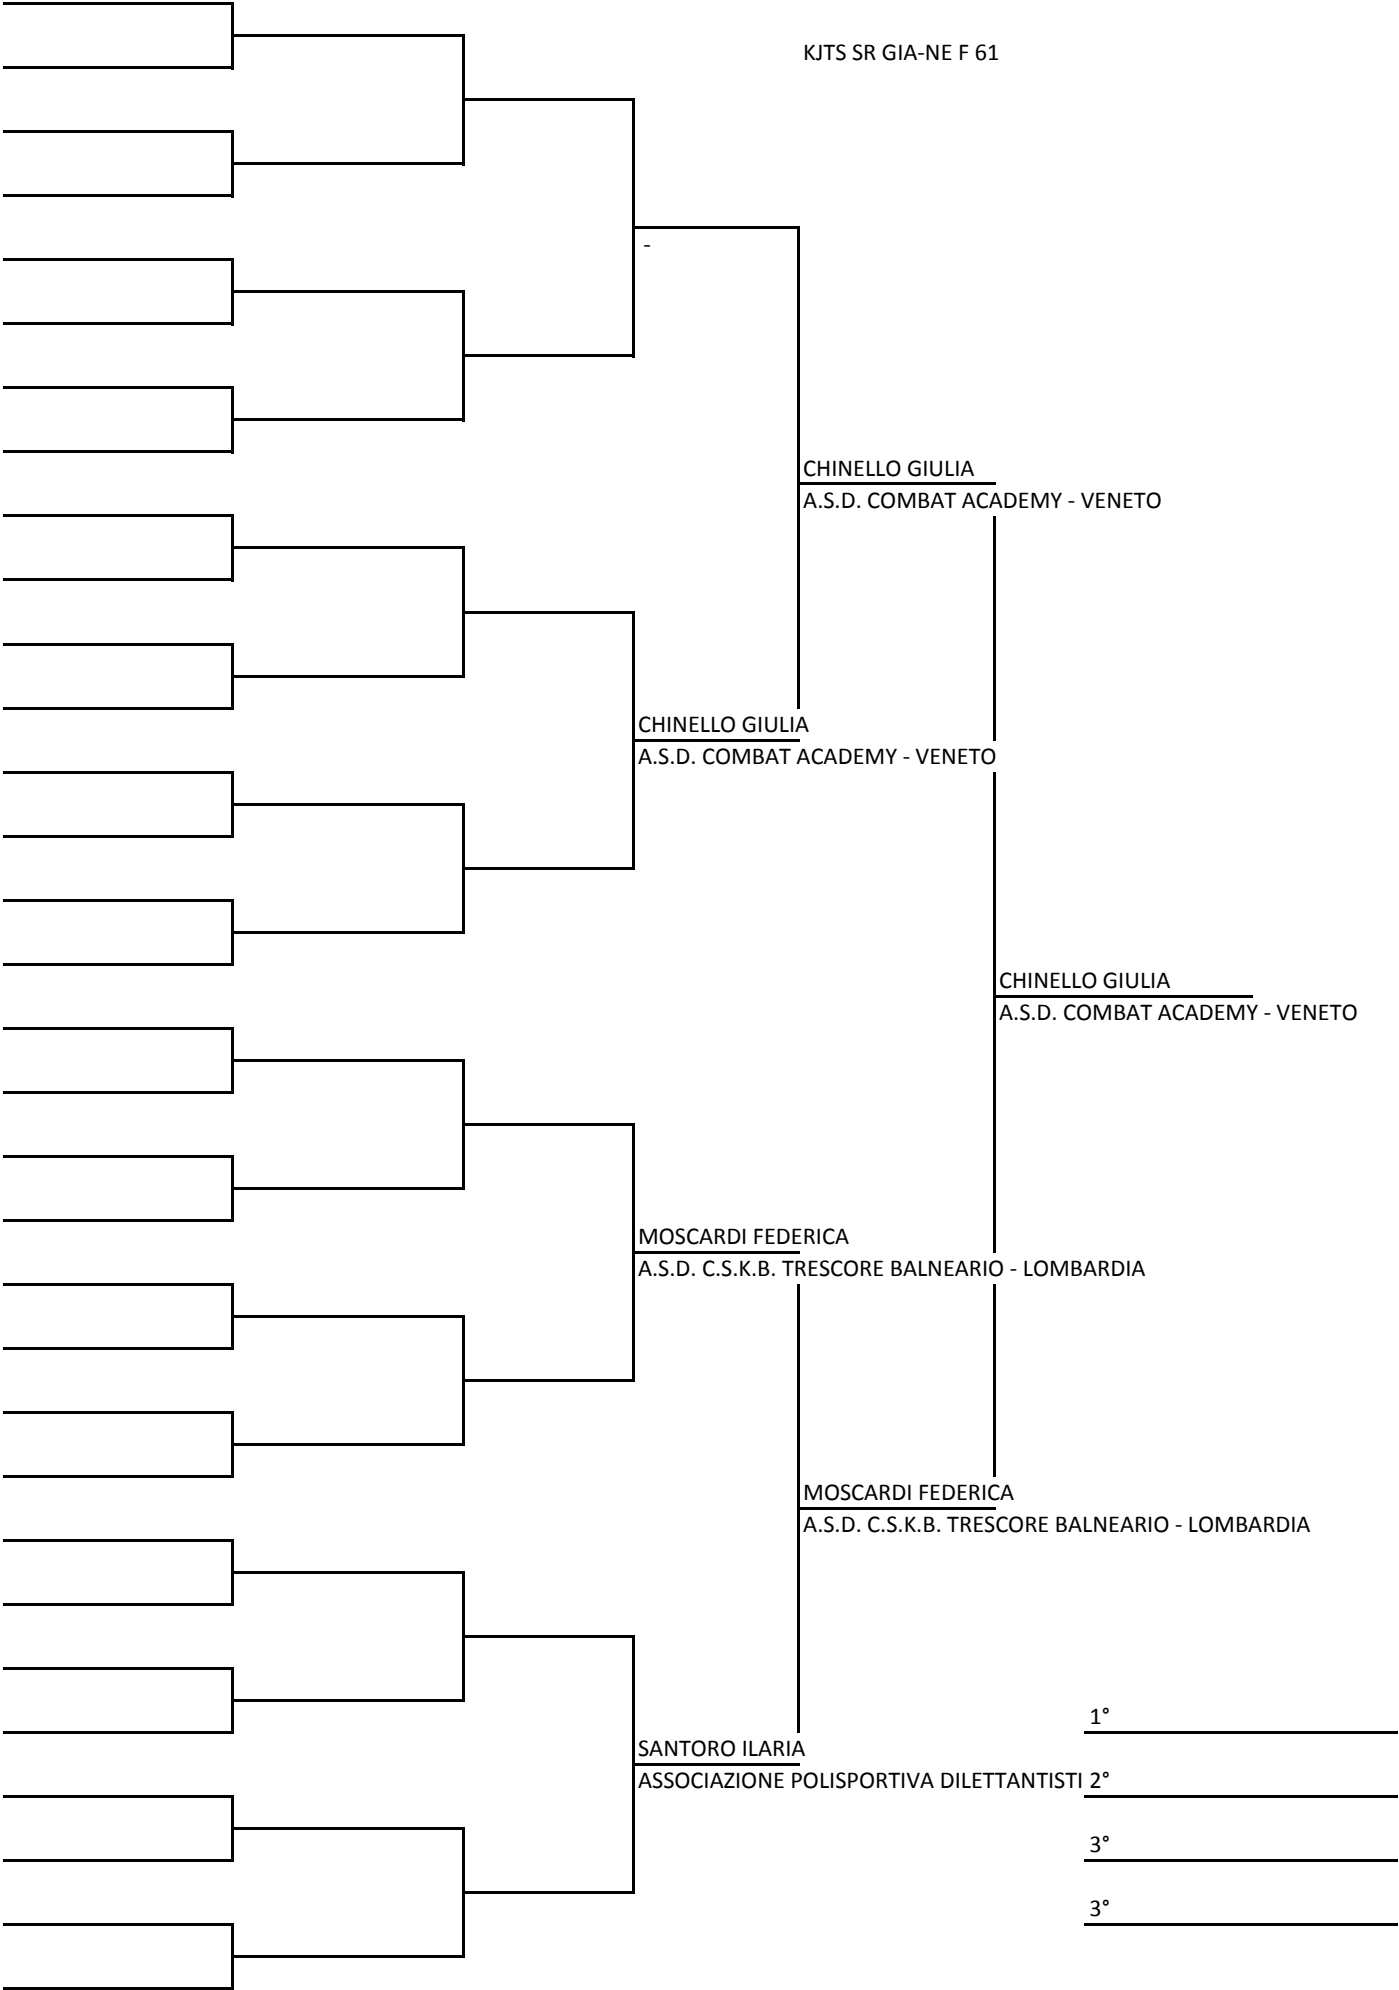 KJTS SR GIA-NE F 61
-
CHINELLO GIULIA
A.S.D. COMBAT ACADEMY - VENETO
CHINELLO GIULIA
A.S.D. COMBAT ACADEMY - VENETO
CHINELLO GIULIA
A.S.D. COMBAT ACADEMY - VENETO
MOSCARDI FEDERICA
A.S.D. C.S.K.B. TRESCORE BALNEARIO - LOMBARDIA
MOSCARDI FEDERICA
A.S.D. C.S.K.B. TRESCORE BALNEARIO - LOMBARDIA
1°
SANTORO ILARIA
ASSOCIAZIONE POLISPORTIVA DILETTANTISTI 2°
3°
3°